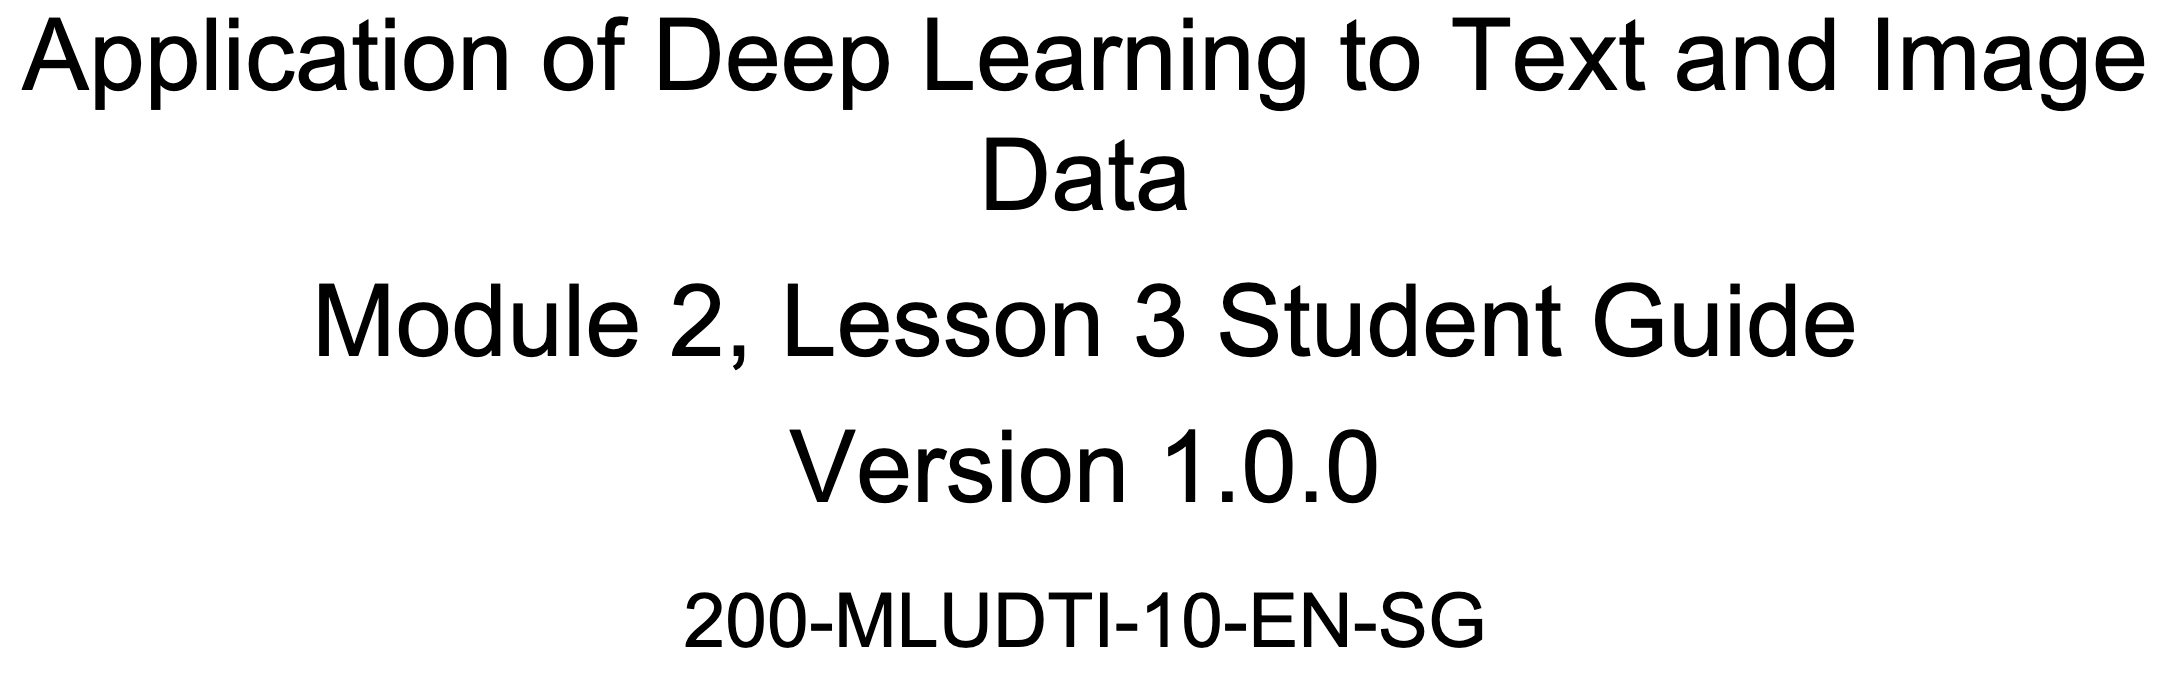 Application of Deep Learning to Text and Image
Data
Module 2, Lesson 3 Student Guide
Version 1.0.0
200-MLUDTI-10-EN-SG